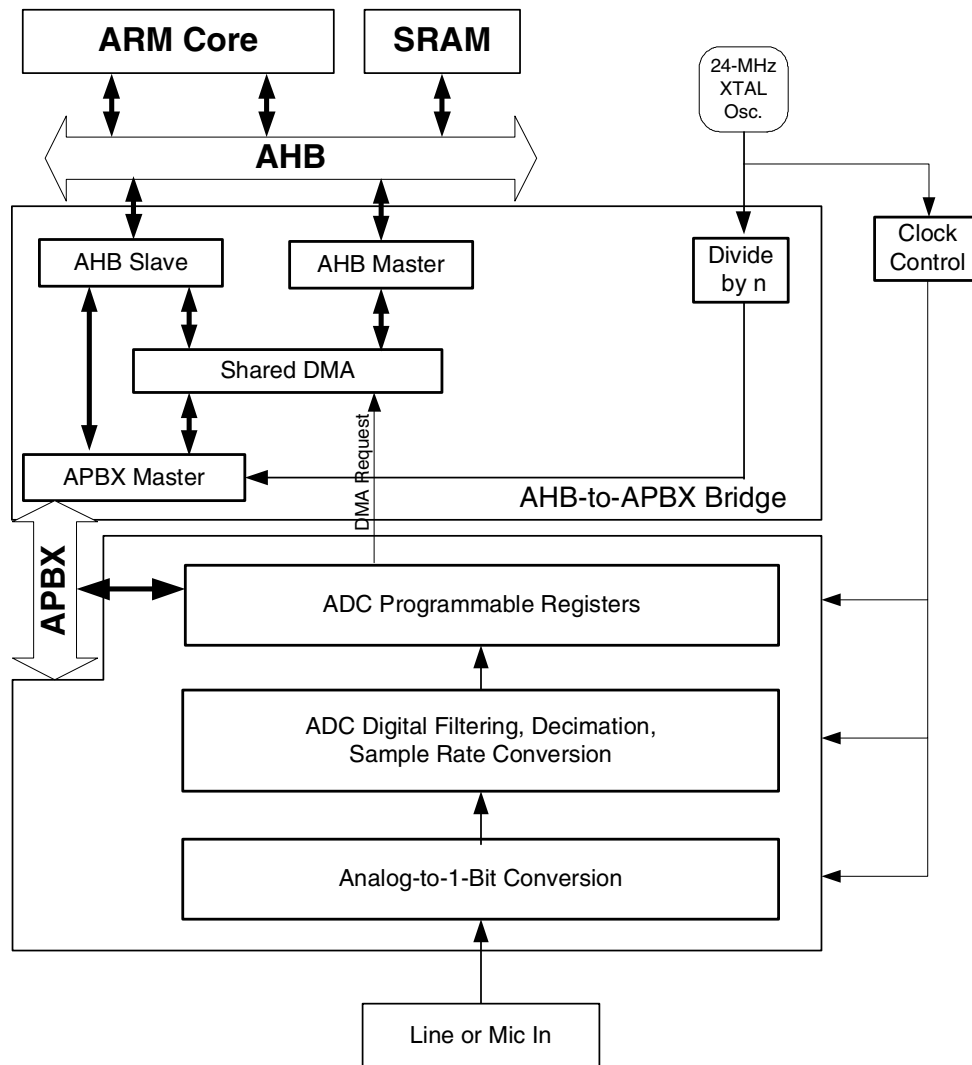 ARM Core
SRAM
24-MHz
XTAL
Osc.
AHB
AHB Slave
AHB Master
Divide
by n
Clock
Control
Shared DMA
DMA Request
APBX Master
AHB-to-APBX Bridge
APBX
ADC Programmable Registers
ADC Digital Filtering, Decimation,
Sample Rate Conversion
Analog-to-1-Bit Conversion
Line or Mic In